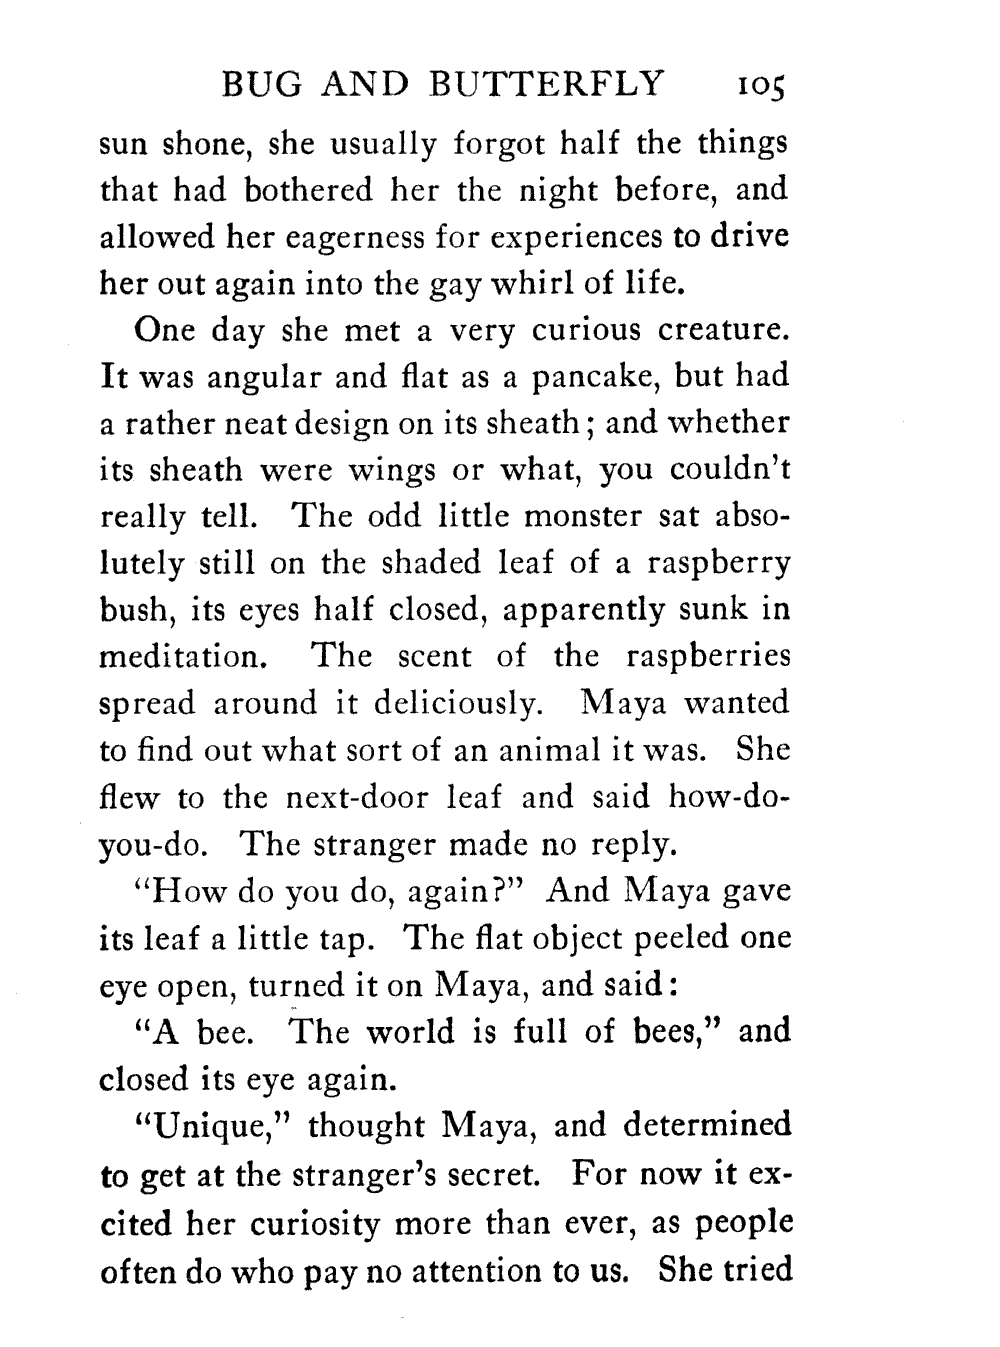 BUG AND BUTTERFLY 105
sun shone, she usually forgot half the things
that had bothered her the night before, and
allowed her eagerness for experiences to drive
her out again into the gay whirl of life.
One day she met a very curious creature.
It was angular and flat as a pancake, but had
a rather neat design on its sheath; and whether
its sheath were wings or what, you couldn't
really tell. The odd little monster sat abso-
lutely still on the shaded leaf of a raspberry
bush, its eyes half closed, apparently sunk in
meditation. The scent of the raspberries
spread around it deliciously. Maya wanted
to find out what sort of an animal it was. She
flew to the next-door leaf and said how-do-
you-do. The stranger made no reply.
“How do you do, again?” And Maya gave
its leaf a little tap. The flat object peeled one
eye open, turned it on Maya, and said:
“A bee. The world is full of bees,” and
closed its eye again.
“Unique,” thought Maya, and determined
to get at the stranger's secret. For now it ex-
cited her curiosity more than ever, as people
often do who pay no attention to us. She tried